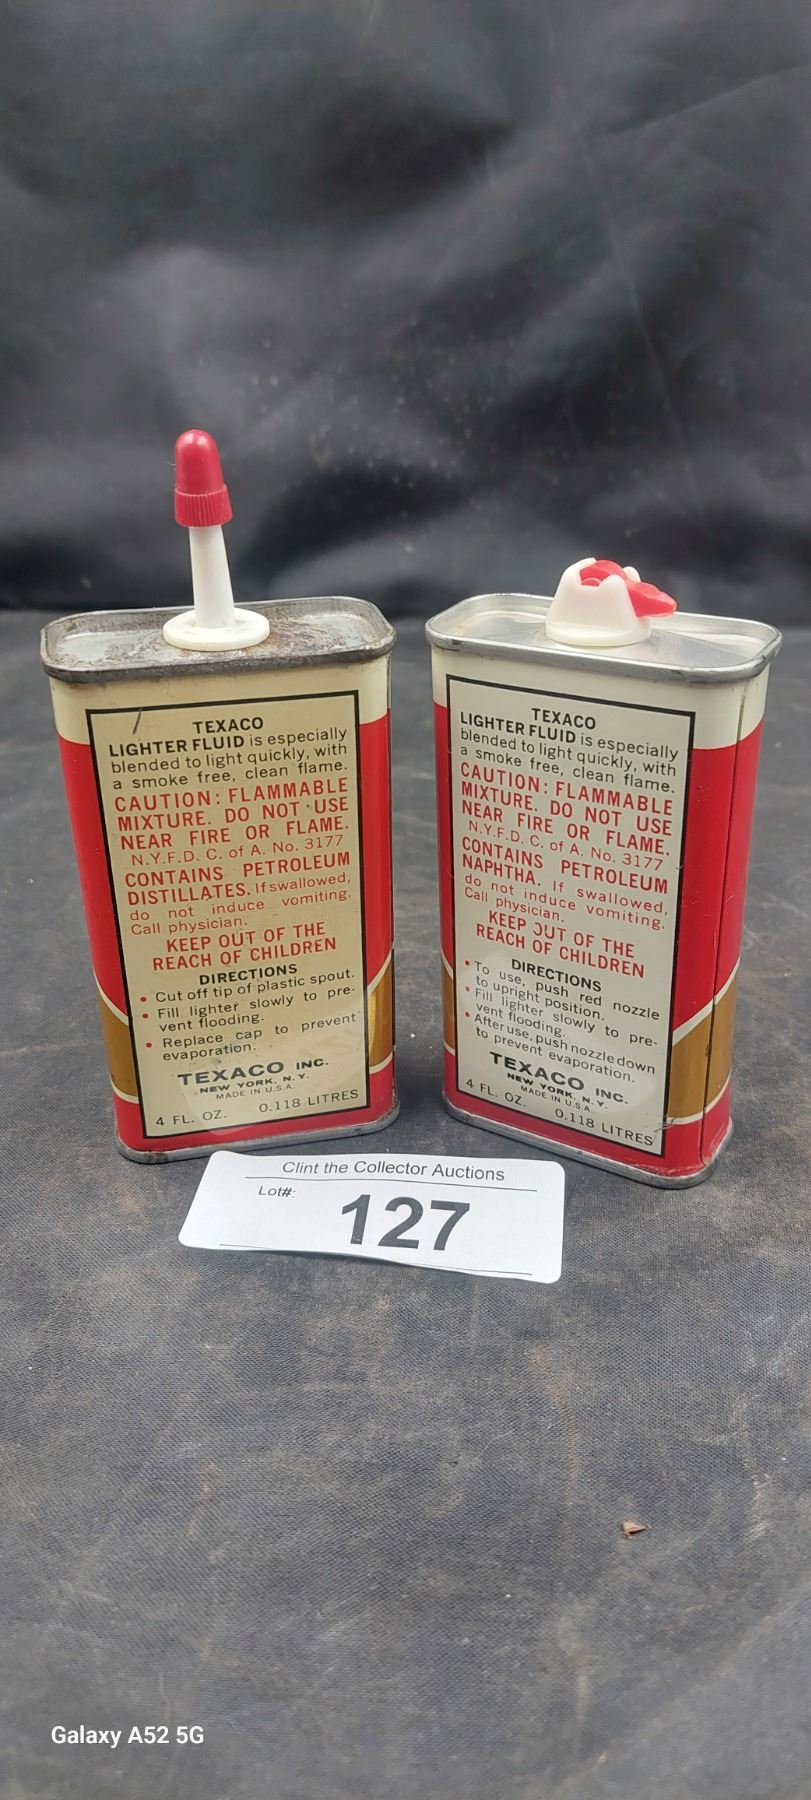 TEXACO
LIGHTER FLUID is especially
blended to light quickly, with
a smoke free, clean flame.
CAUTION: FLAMMABLE
MIXTURE. DO NOT USE
NEAR FIRE OR FLAME.
N.Y.F.D. C. of A. No. 3177
CONTAINS PETROLEUM
DISTILLATES. If swallowed,
do not induce vomiting.
Call physician.
KEEP OUT OF THE
REACH OF CHILDREN
DIRECTIONS
• Cut off tip of plastic spout.
• Fill lighter slowly to pre-
vent flooding.
• Replace cap to prevent
evaporation.
TEXACO INC.
NEW YORK, N.Y.
MADE IN U.S.A.
4 FL. OZ. 0.118 LITRES
TEXACO
LIGHTER FLUID is especially
blended to light quickly, with
a smoke free, clean flame.
CAUTION: FLAMMABLE
MIXTURE. DO NOT USE
NEAR FIRE OR FLAME.
N.Y.F.D. C. of A. No. 3177
CONTAINS PETROLEUM
NAPHTHA. If swallowed,
do not induce vomiting.
Call physician.
KEEP OUT OF THE
REACH OF CHILDREN
DIRECTIONS
• To use, push red nozzle
to upright position.
• Fill lighter slowly to pre-
vent flooding.
• After use, push nozzle down
to prevent evaporation.
TEXACO INC.
NEW YORK, N.Y.
MADE IN U.S.A.
4 FL. OZ. 0.118 LITRES
Clint the Collector Auctions
Lot#: 127
Galaxy A52 5G